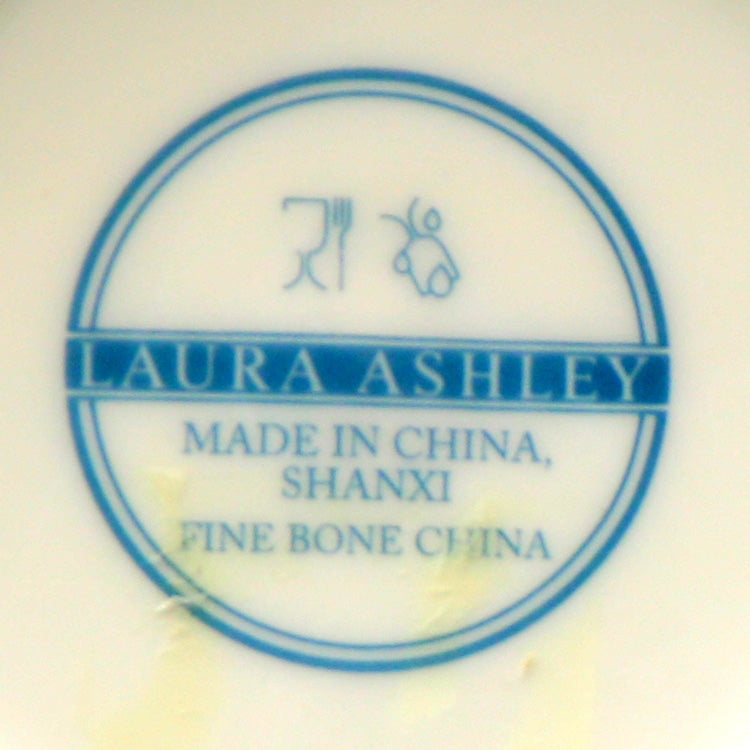 LAURA ASHLEY
MADE IN CHINA,
SHANXI
FINE BONE CHINA